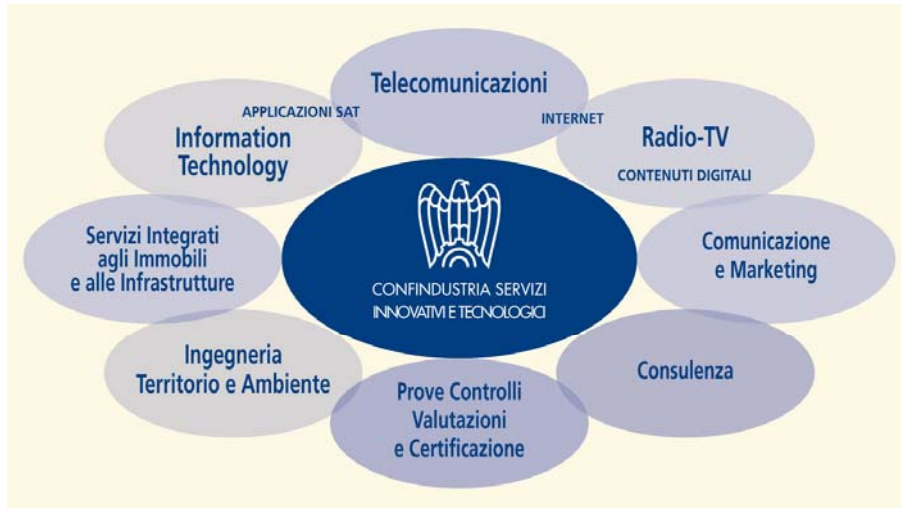 Telecomunicazioni
APPLICAZIONI SAT
INTERNET
Information
Technology
Radio-TV
CONTENUTI DIGITALI
Servizi Integrati
agli Immobili
e alle Infrastrutture
CONFINDUSTRIA SERVIZI
INNOVATIVI E TECNOLOGICI
Comunicazione
e Marketing
Ingegneria
Territorio e Ambiente
Prove Controlli
Valutazioni
e Certificazione
Consulenza